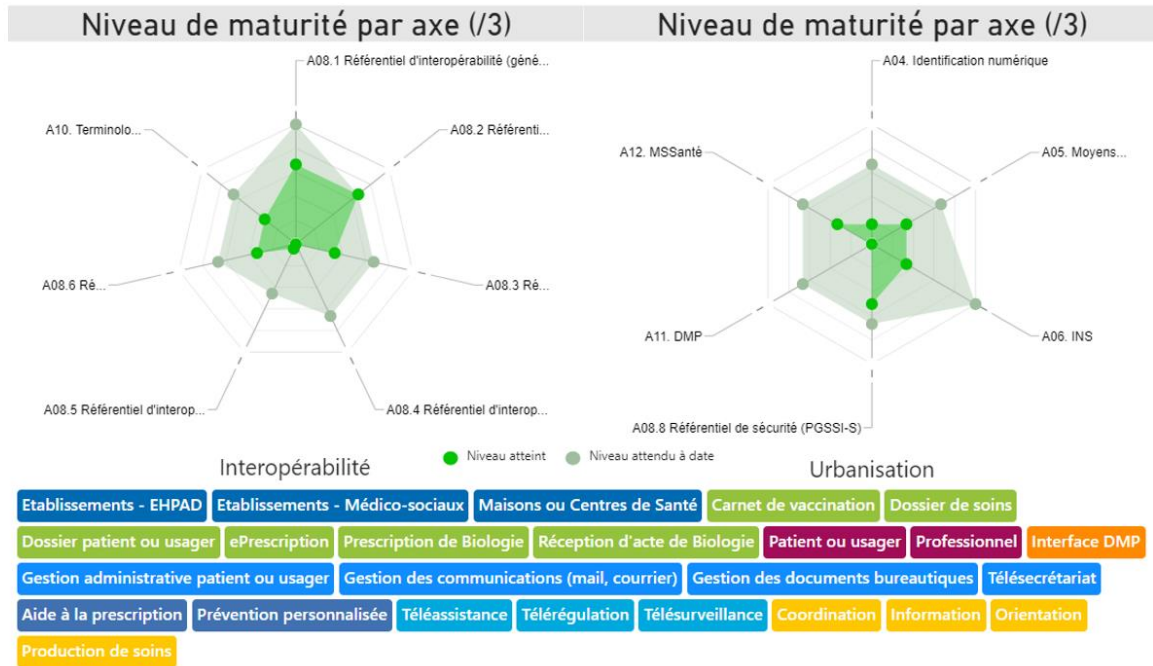 Niveau de maturité par axe (/3)
Niveau de maturité par axe (/3)
A08.1 Référentiel d'interopérabilité (géné...
A10. Terminolo...
A08.2 Référenti...
A08.6 Ré...
A08.3 Ré...
A08.5 Référentiel d'interop...
A08.4 Référentiel d'interop...
A04. Identification numérique
A12. MSSanté
A05. Moyens...
A11. DMP
A06. INS
A08.8 Référentiel de sécurité (PGSSI-S)
Interopérabilité
Niveau atteint
Niveau attendu à date
Urbanisation
Etablissements - EHPAD Etablissements - Médico-sociaux Maisons ou Centres de Santé Carnet de vaccination Dossier de soins
Dossier patient ou usager ePrescription Prescription de Biologie Réception d'acte de Biologie Patient ou usager Professionnel Interface DMP
Gestion administrative patient ou usager Gestion des communications (mail, courrier) Gestion des documents bureautiques Télésecrétariat
Aide à la prescription Prévention personnalisée Téléassistance Télérégulation Télésurveillance Coordination Information Orientation
Production de soins